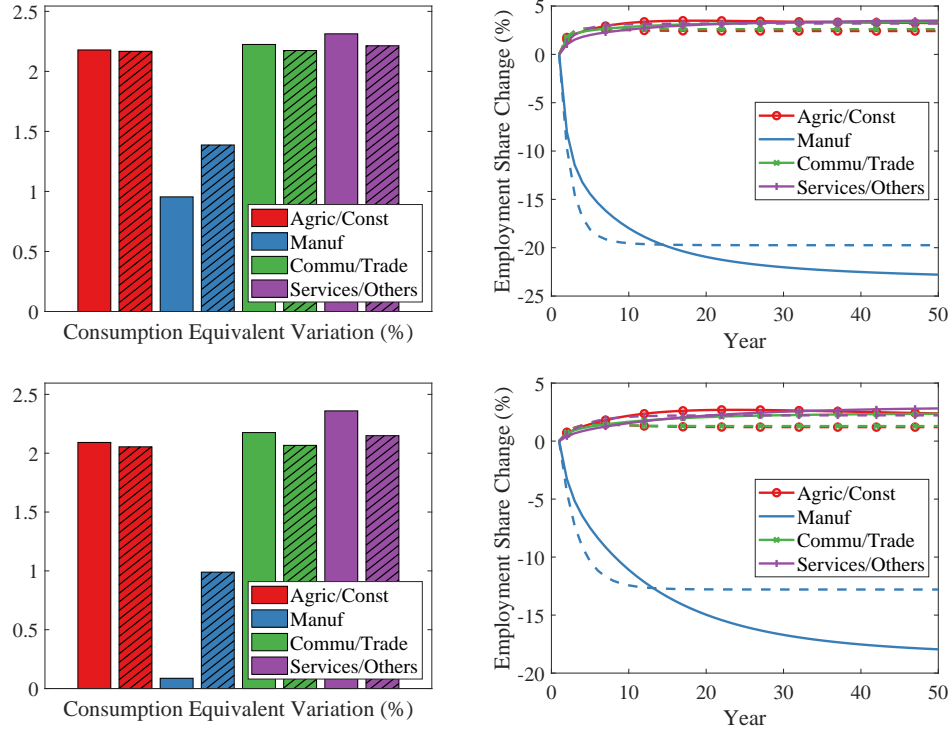 2.5
2
1.5
1
0.5
0
Agric/Const
Manuf
Commu/Trade
Services/Others
Consumption Equivalent Variation (%)
Employment Share Change (%)
5
0
-5
-10
-15
-20
-25
Agric/Const
Manuf
Commu/Trade
Services/Others
0 10 20 30 40 50
Year
2.5
2
1.5
1
0.5
0
Agric/Const
Manuf
Commu/Trade
Services/Others
Consumption Equivalent Variation (%)
Employment Share Change (%)
5
0
-5
-10
-15
-20
Agric/Const
Manuf
Commu/Trade
Services/Others
0 10 20 30 40 50
Year